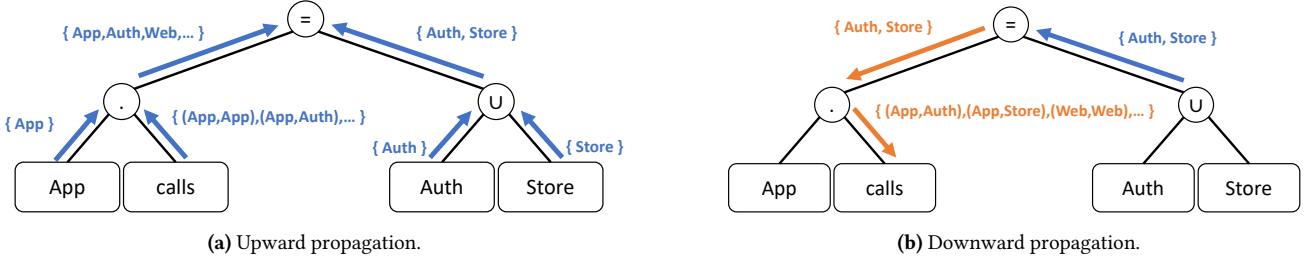 =
{ App,Auth,Web,... }
{ Auth, Store }
.
∪
{ App }
{ (App,App),(App,Auth),... }
{ Auth }
{ Store }
App
calls
Auth
Store
(a) Upward propagation.
=
{ Auth, Store }
{ Auth, Store }
.
∪
{ (App,Auth),(App,Store),(Web,Web),... }
App
calls
Auth
Store
(b) Downward propagation.